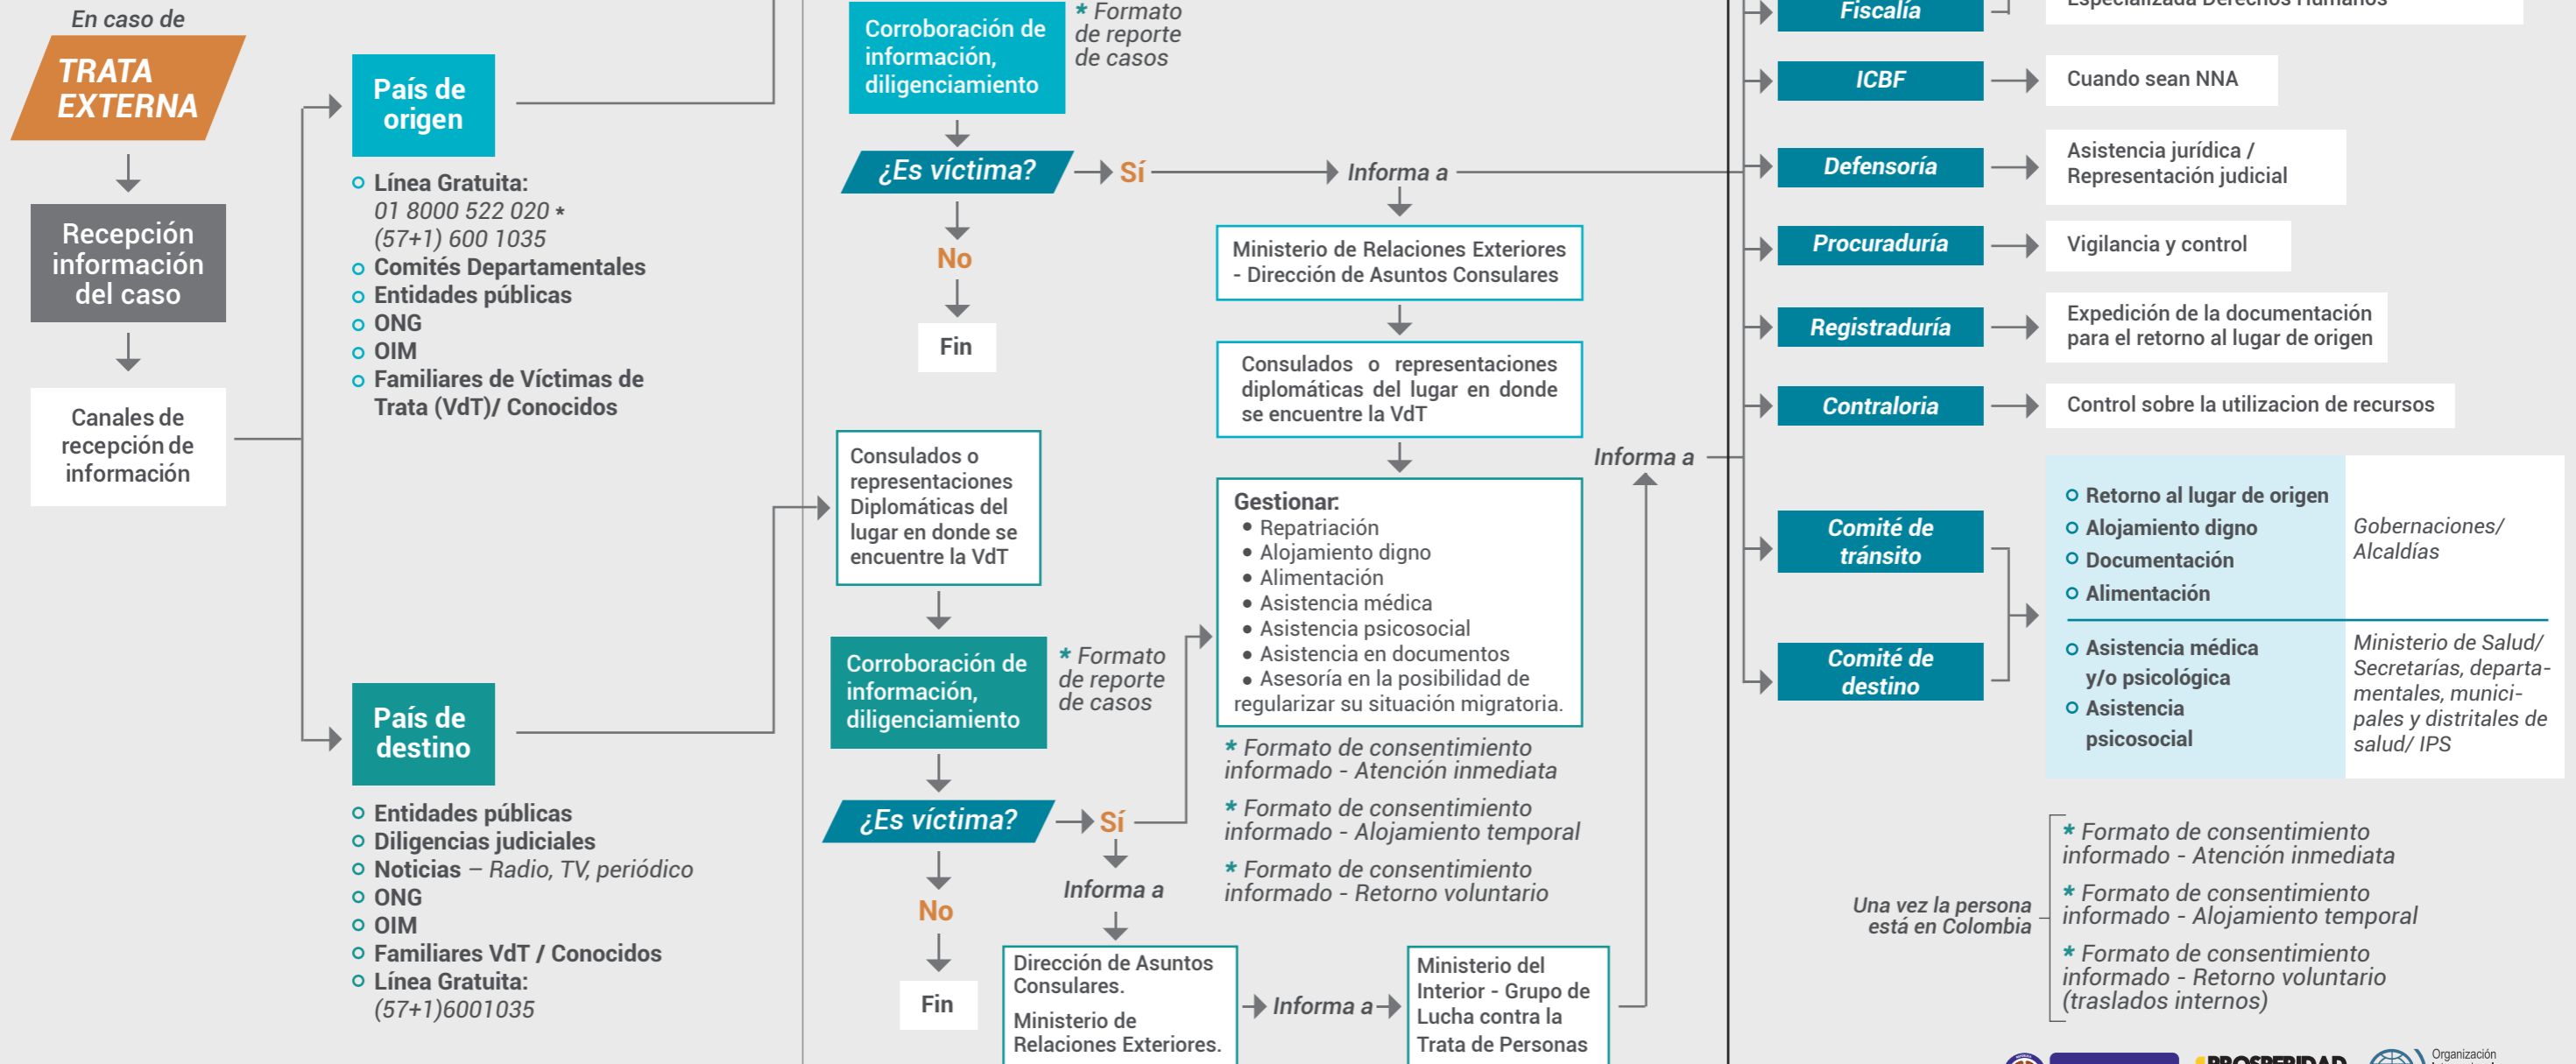 En caso de
TRATA
EXTERNA
Recepción
información
del caso
Canales de
recepción de
información
País de
origen
Línea Gratuita:
01 8000 522 020 *
(57+1) 600 1035
Comités Departamentales
Entidades públicas
ONG
OIM
Familiares de Víctimas de
Trata (VdT)/ Conocidos
País de
destino
Entidades públicas
Diligencias judiciales
Noticias – Radio, TV, periódico
ONG
OIM
Familiares VdT / Conocidos
Línea Gratuita:
(57+1)6001035
Corroboración de
información,
diligenciamiento
* Formato
de reporte
de casos
¿Es víctima?
Sí
Informa a
No
Fin
Ministerio de Relaciones Exteriores
- Dirección de Asuntos Consulares
Consulados o representaciones
diplomáticas del lugar en donde
se encuentre la VdT
Consulados o
representaciones
Diplomáticas del
lugar en donde se
encuentre la VdT
Corroboración de
información,
diligenciamiento
* Formato
de reporte
de casos
¿Es víctima?
Sí
No
Fin
Informa a
Gestionar:
• Repatriación
• Alojamiento digno
• Alimentación
• Asistencia médica
• Asistencia psicosocial
• Asistencia en documentos
• Asesoría en la posibilidad de
regularizar su situación migratoria.
* Formato de consentimiento
informado - Atención inmediata
* Formato de consentimiento
informado - Alojamiento temporal
* Formato de consentimiento
informado - Retorno voluntario
Dirección de Asuntos
Consulares.
Ministerio de
Relaciones Exteriores.
Informa a
Ministerio del
Interior - Grupo de
Lucha contra la
Trata de Personas
Informa a
Fiscalía
Especializada Derechos Humanos
ICBF
Cuando sean NNA
Defensoría
Asistencia jurídica /
Representación judicial
Procuraduría
Vigilancia y control
Registraduría
Expedición de la documentación
para el retorno al lugar de origen
Contraloria
Control sobre la utilizacion de recursos
Comité de
tránsito
Comité de
destino
Retorno al lugar de origen
Alojamiento digno
Documentación
Alimentación
Gobernaciones/
Alcaldías
Asistencia médica
y/o psicológica
Asistencia
psicosocial
Ministerio de Salud/
Secretarías, departa-
mentales, munici-
pales y distritales de
salud/ IPS
Una vez la persona
está en Colombia
* Formato de consentimiento
informado - Atención inmediata
* Formato de consentimiento
informado - Alojamiento temporal
* Formato de consentimiento
informado - Retorno voluntario
(traslados internos)
PROSPERIDAD
Organización